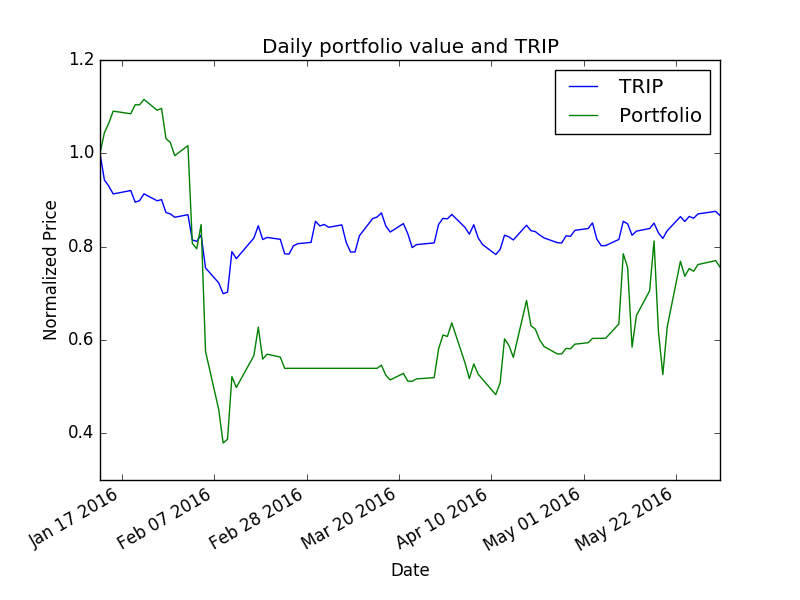 Daily portfolio value and TRIP
1.2
1.0
0.8
0.6
0.4
Normalized Price
TRIP
Portfolio
Jan 17 2016
Feb 07 2016
Feb 28 2016
Mar 20 2016
Apr 10 2016
May 01 2016
May 22 2016
Date